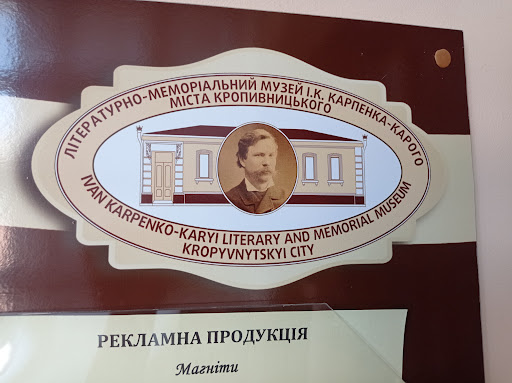 ЛІТЕРАТУРНО-МЕМОРІАЛЬНИЙ МУЗЕЙ І.К. КАРПЕНКА-КАРОГО
МІСТА КРОПИВНИЦЬКОГО
IVAN KARPENKO-KARYI LITERARY AND MEMORIAL MUSEUM
KROPYVNYTSKYI CITY
РЕКЛАМНА ПРОДУКЦІЯ
Магніти